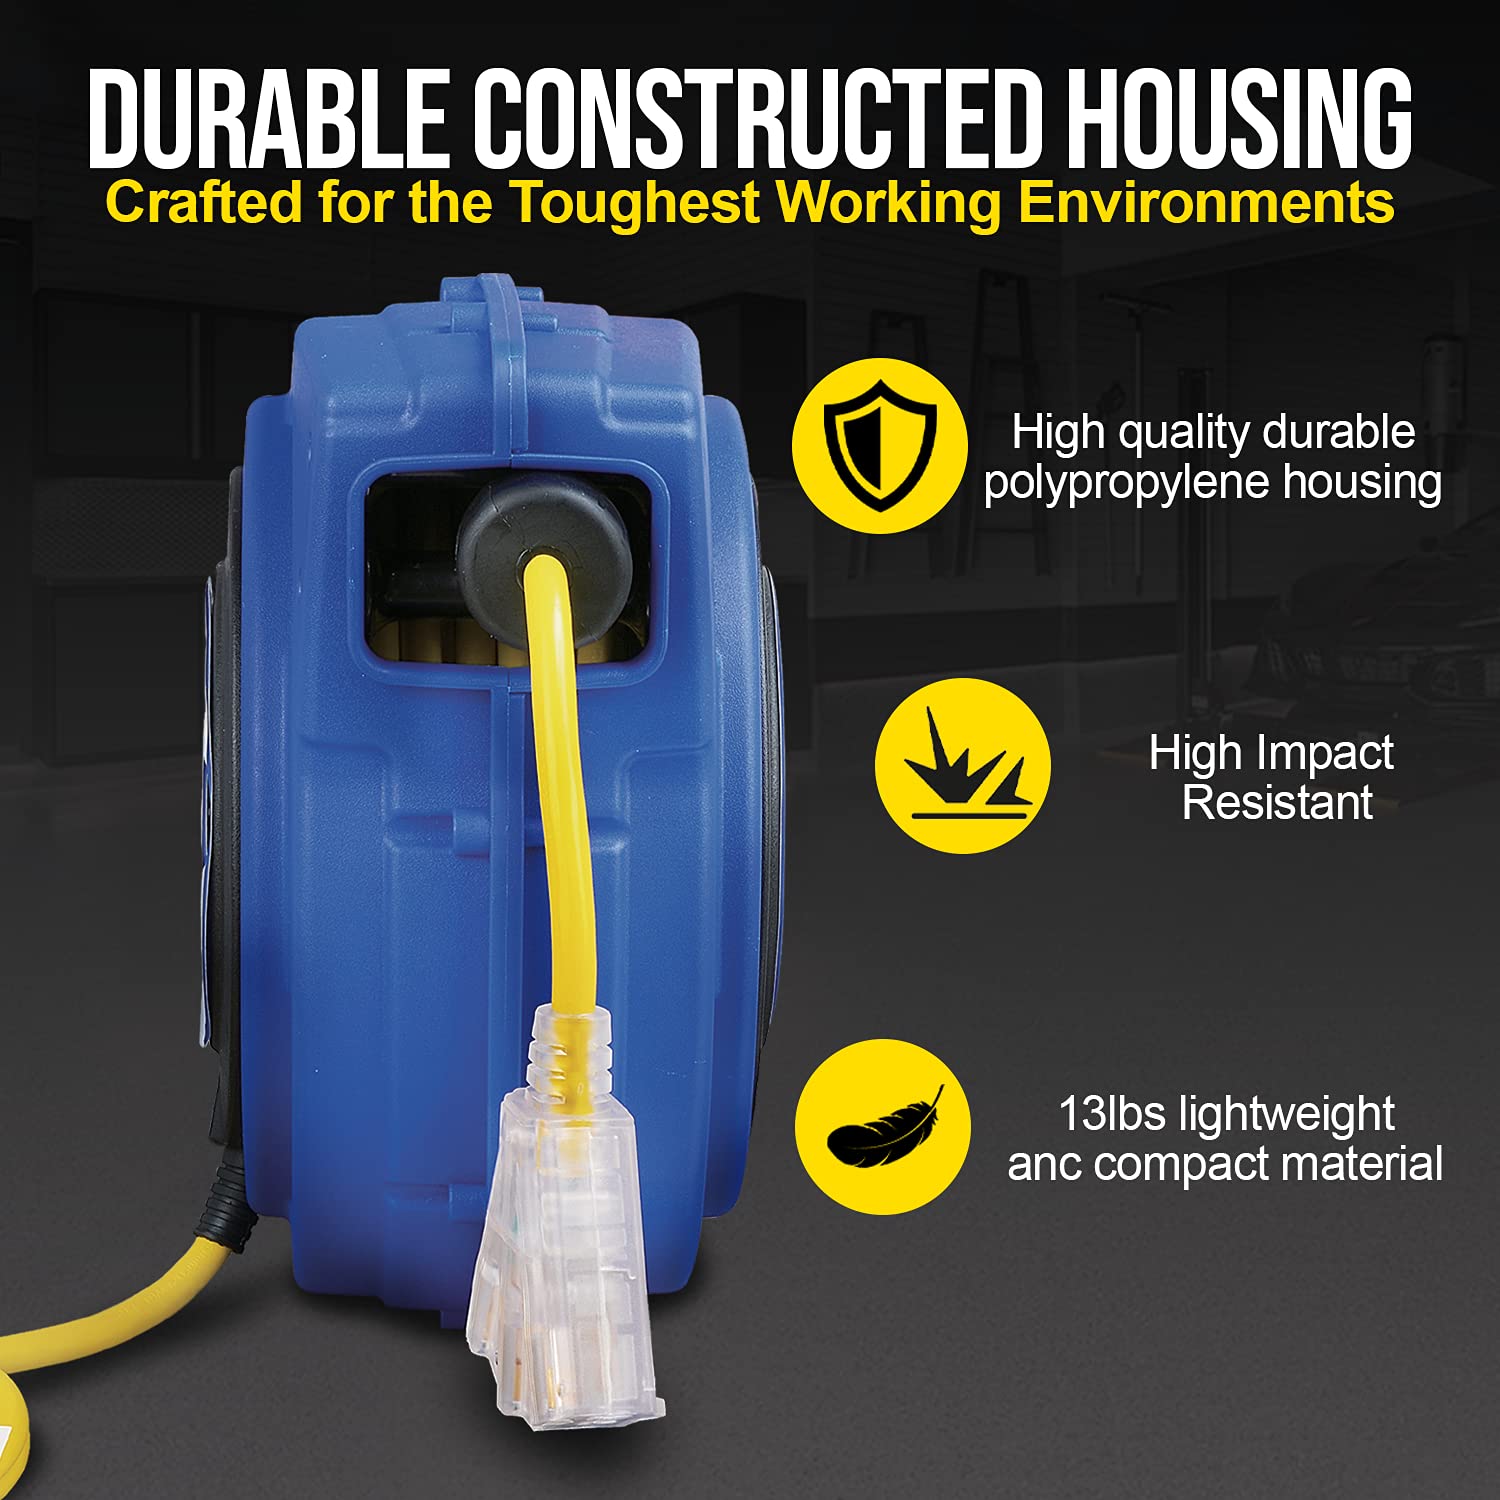 DURABLE CONSTRUCTED HOUSING
Crafted for the Toughest Working Environments
High quality durable
polypropylene housing
High Impact
Resistant
13lbs lightweight
anc compact material